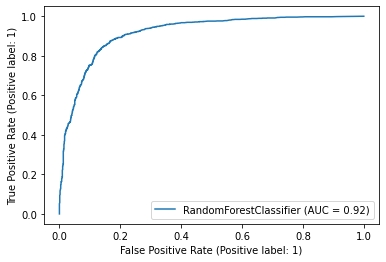 1.0
0.8
0.6
0.4
0.2
0.0
True Positive Rate (Positive label: 1)
RandomForestClassifier (AUC = 0.92)
0.0 0.2 0.4 0.6 0.8 1.0
False Positive Rate (Positive label: 1)